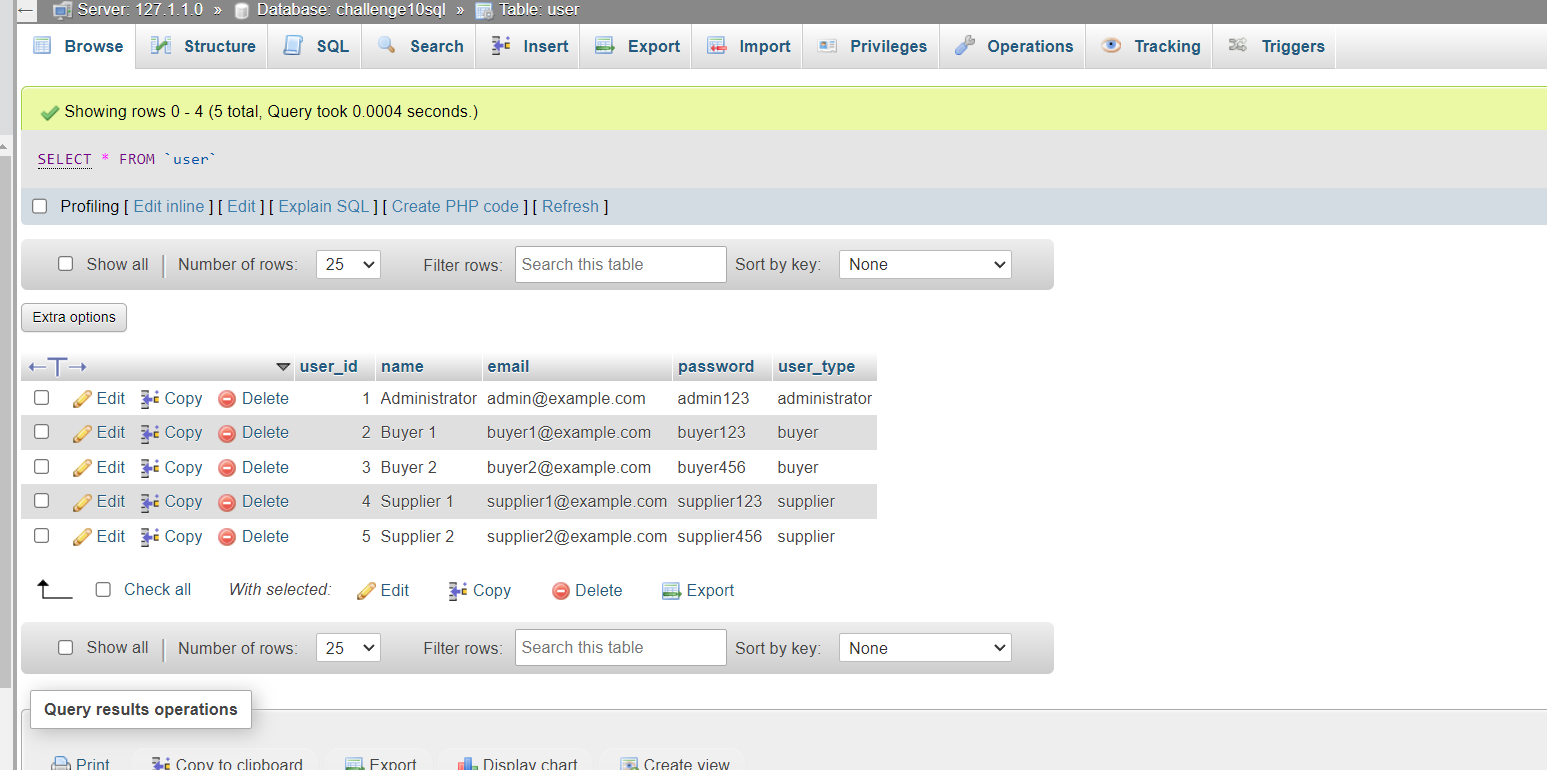 Server: 127.1.1.0 » Database: challenge10sql » Table: user
Browse Structure SQL Search Insert Export Import Privileges Operations Tracking Triggers
Showing rows 0 - 4 (5 total, Query took 0.0004 seconds.)
SELECT * FROM `user`
Profiling [ Edit inline ] [ Edit ] [ Explain SQL ] [ Create PHP code ] [ Refresh ]
Show all | Number of rows: 25 Filter rows: Search this table Sort by key: None
Extra options
←T→ user_id name email password user_type
Edit Copy Delete 1 Administrator admin@example.com admin123 administrator
Edit Copy Delete 2 Buyer 1 buyer1@example.com buyer123 buyer
Edit Copy Delete 3 Buyer 2 buyer2@example.com buyer456 buyer
Edit Copy Delete 4 Supplier 1 supplier1@example.com supplier123 supplier
Edit Copy Delete 5 Supplier 2 supplier2@example.com supplier456 supplier
Check all With selected: Edit Copy Delete Export
Show all | Number of rows: 25 Filter rows: Search this table Sort by key: None
Query results operations
Print Copy to clipboard Export Display chart Create view